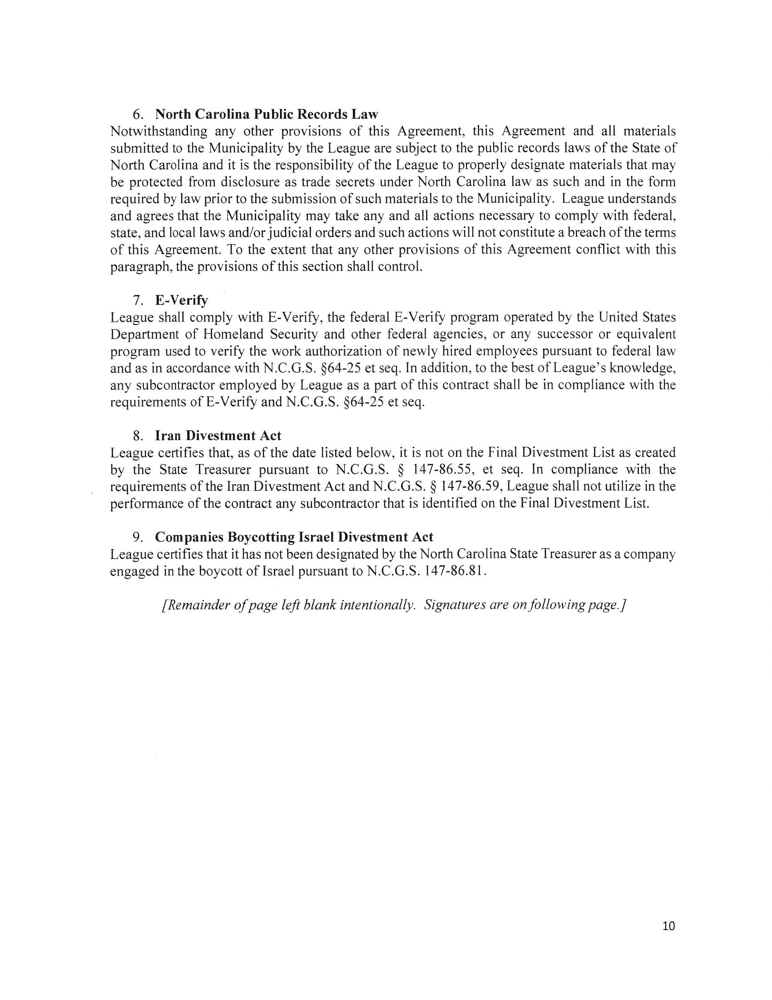 6. North Carolina Public Records Law
Notwithstanding any other provisions of this Agreement, this Agreement and all materials
submitted to the Municipality by the League are subject to the public records laws of the State of
North Carolina and it is the responsibility of the League to properly designate materials that may
be protected from disclosure as trade secrets under North Carolina law as such and in the form
required by law prior to the submission of such materials to the Municipality. League understands
and agrees that the Municipality may take any and all actions necessary to comply with federal,
state, and local laws and/or judicial orders and such actions will not constitute a breach of the terms
of this Agreement. To the extent that any other provisions of this Agreement conflict with this
paragraph, the provisions of this section shall control.
7. E-Verify
League shall comply with E-Verify, the federal E-Verify program operated by the United States
Department of Homeland Security and other federal agencies, or any successor or equivalent
program used to verify the work authorization of newly hired employees pursuant to federal law
and as in accordance with N.C.G.S. §64-25 et seq. In addition, to the best of League's knowledge,
any subcontractor employed by League as a part of this contract shall be in compliance with the
requirements of E-Verify and N.C.G.S. §64-25 et seq.
8. Iran Divestment Act
League certifies that, as of the date listed below, it is not on the Final Divestment List as created
by the State Treasurer pursuant to N.C.G.S. § 147-86.55, et seq. In compliance with the
requirements of the Iran Divestment Act and N.C.G.S. § 147-86.59, League shall not utilize in the
performance of the contract any subcontractor that is identified on the Final Divestment List.
9. Companies Boycotting Israel Divestment Act
League certifies that it has not been designated by the North Carolina State Treasurer as a company
engaged in the boycott of Israel pursuant to N.C.G.S. 147-86.81.
[Remainder of page left blank intentionally. Signatures are on following page.]
10